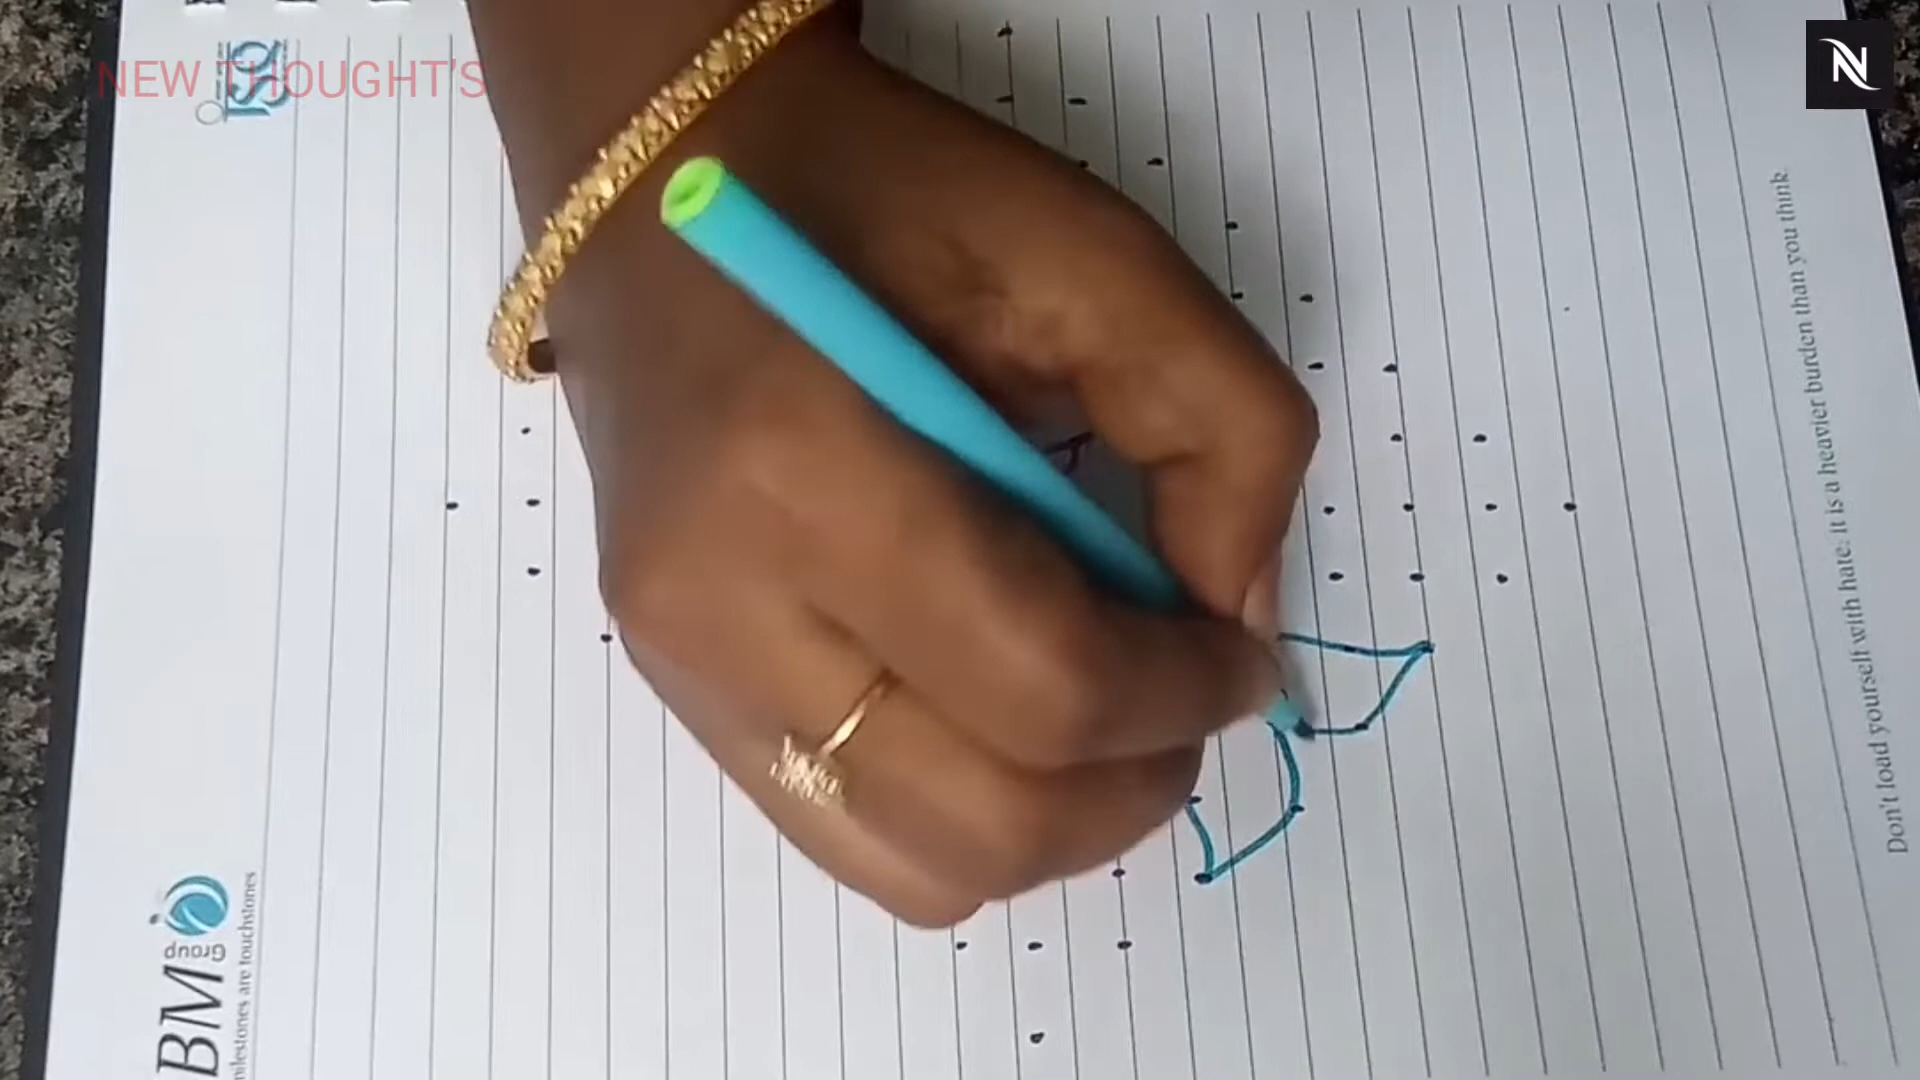 NEW THOUGHT'S
N
Don't load yourself with hate: it is a heavier burden than you think
BM
Group
milestones are touchstones